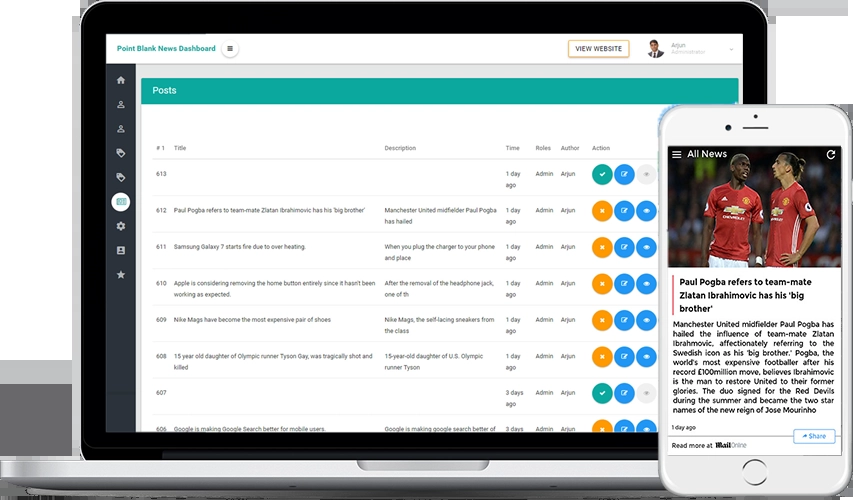 Point Blank News Dashboard
VIEW WEBSITE
Arjun
Administrator
Posts
# 1 Title Description Time Roles Author Action
613 1 day ago Admin Arjun
612 Paul Pogba refers to team-mate Zlatan Ibrahimovic has his 'big brother' Manchester United midfielder Paul Pogba has hailed 1 day ago Admin Arjun
611 Samsung Galaxy 7 starts fire due to over heating. When you plug the charger to your phone and place 1 day ago Admin Arjun
610 Apple is considering removing the home button entirely since it hasn't been working as expected. After the removal of the headphone jack, one of th 1 day ago Admin Arjun
609 Nike Mags have become the most expensive pair of shoes Nike Mags, the self-lacing sneakers from the class 1 day ago Admin Arjun
608 15 year old daughter of Olympic runner Tyson Gay, was tragically shot and killed 15-year-old daughter of U.S. Olympic runner Tyson 1 day ago Admin Arjun
607 3 days ago Admin Arjun
606 Google is making Google Search better for mobile users. Google is making google search better of 3 days Admin Arjun
All News
CHEVROLET
Paul Pogba refers to team-mate
Zlatan Ibrahimovic has his 'big
brother'
Manchester United midfielder Paul Pogba has
hailed the influence of team-mate Zlatan
Ibrahmovic, affectionately referring to the
Swedish icon as his 'big brother.' Pogba, the
world's most expensive footballer after his
record £100million move, believes Ibrahimovic
is the man to restore United to their former
glories. The duo signed for the Red Devils
during the summer and became the two star
names of the new reign of Jose Mourinho
1 day ago
Share
Read more at MailOnline